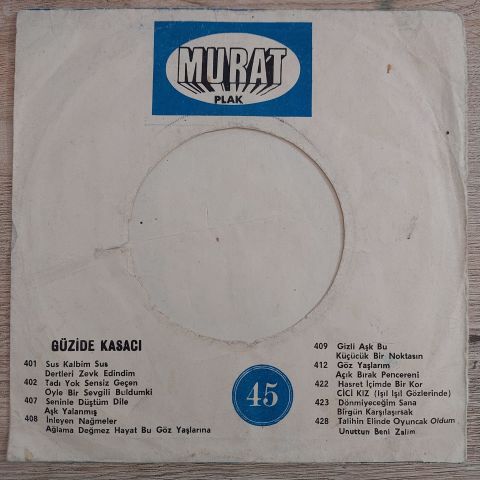 MURAT
PLAK
GÜZİDE KASACI
401 Sus Kalbim Sus
Dertleri Zevk Edindim
402 Tadı Yok Sensiz Geçen
Öyle Bir Sevgili Buldumki
407 Seninle Düştüm Dile
Aşk Yalanmış
408 İnleyen Nağmeler
Ağlama Değmez Hayat Bu Göz Yaşlarına
45
409 Gizli Aşk Bu
Küçücük Bir Noktasın
412 Göz Yaşlarım
Açık Bırak Pencereni
422 Hasret İçimde Bir Kor
CİCİ KIZ (Işıl Işıl Gözlerinde)
423 Dönmiyeceğim Sana
Birgün Karşılaşırsak
428 Talihin Elinde Oyuncak Oldum
Unuttun Beni Zalim